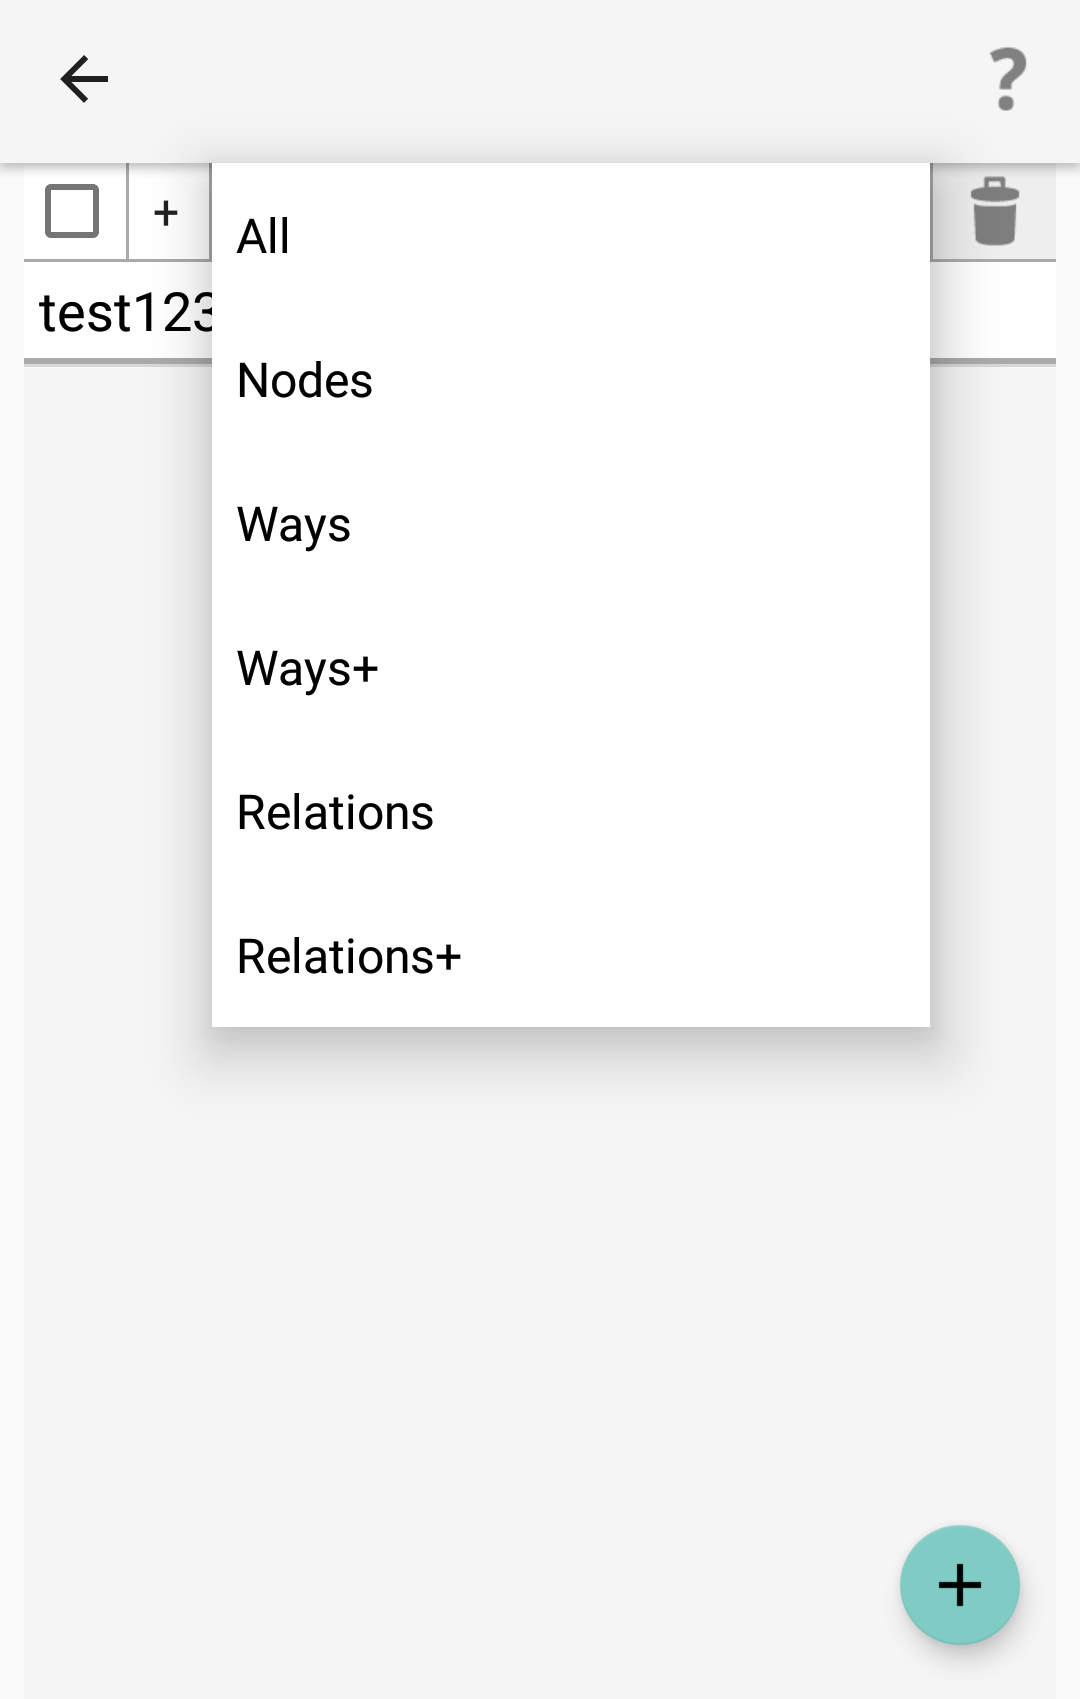 ?
+
All
test123
Nodes
Ways
Ways+
Relations
Relations+
+